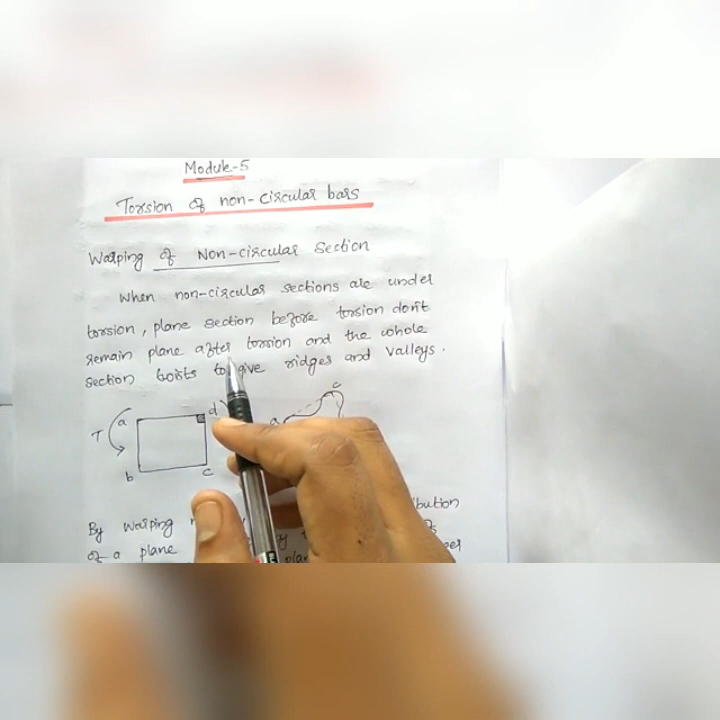 Module-5
Torsion of non-circular bars
Warping of Non-circular Section
When non-circular sections are under
torsion, plane section before torsion don't
remain plane after torsion and the whole
section twists to give ridges and valleys.
a d c
T a
b c
By warping bution
of a plane plan